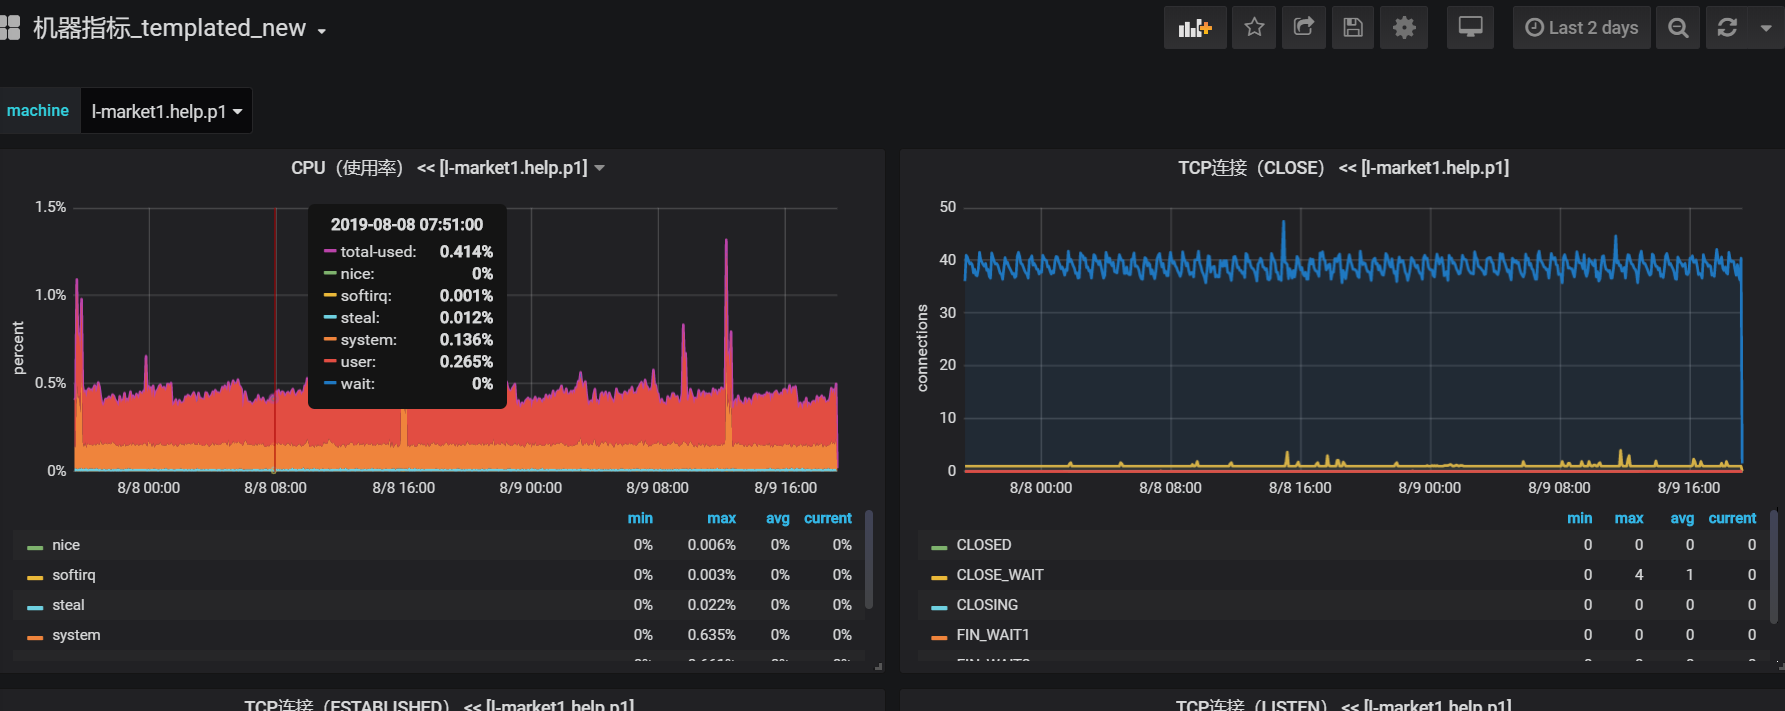 机器指标_templated_new
Last 2 days
machine
l-market1.help.p1
CPU（使用率） << [l-market1.help.p1]
1.5%
1.0%
0.5%
0%
percent
2019-08-08 07:51:00
total-used: 0.414%
nice: 0%
softirq: 0.001%
steal: 0.012%
system: 0.136%
user: 0.265%
wait: 0%
8/8 00:00 8/8 08:00 8/8 16:00 8/9 00:00 8/9 08:00 8/9 16:00
min max avg current
nice 0% 0.006% 0% 0%
softirq 0% 0.003% 0% 0%
steal 0% 0.022% 0% 0%
system 0% 0.635% 0% 0%
TCP连接（CLOSE） << [l-market1.help.p1]
50
40
30
20
10
0
connections
8/8 00:00 8/8 08:00 8/8 16:00 8/9 00:00 8/9 08:00 8/9 16:00
min max avg current
CLOSED 0 0 0 0
CLOSE_WAIT 0 4 1 0
CLOSING 0 0 0 0
FIN_WAIT1 0 0 0 0
TCP连接（ESTABLISHED） << [l-market1.help.p1]
TCP连接（LISTEN） << [l-market1.help.p1]